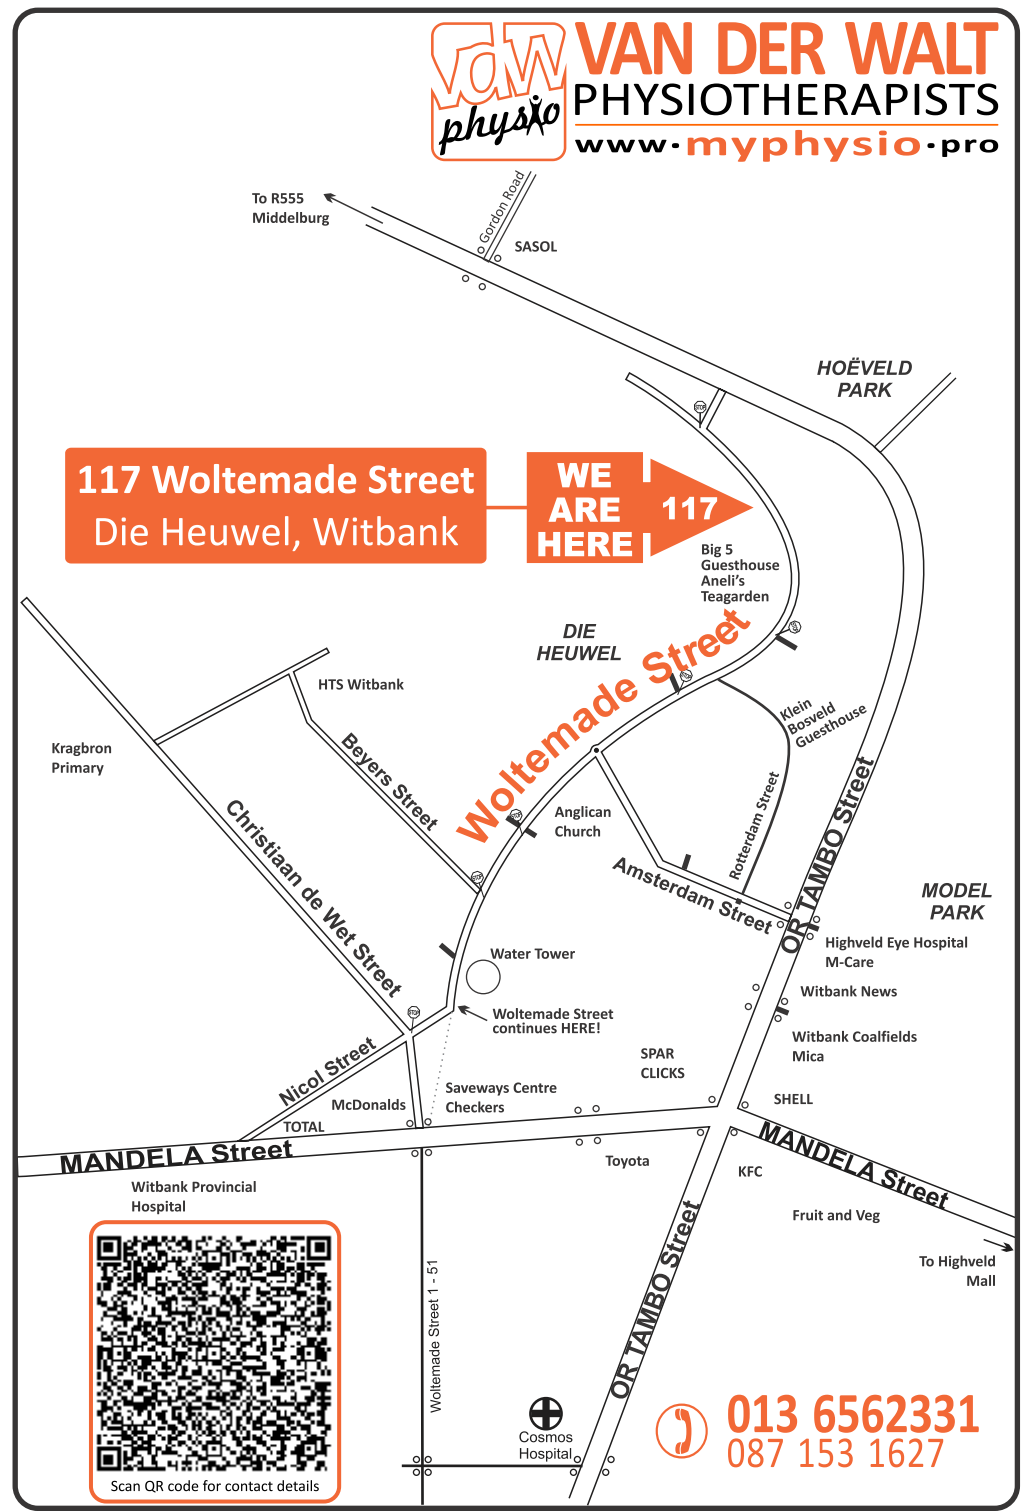 vdw
physio
VAN DER WALT
PHYSIOTHERAPISTS
www.myphysio.pro
To R555
Middelburg
Gordon Road
SASOL
HOËVELD
PARK
STOP
117 Woltemade Street
Die Heuwel, Witbank
WE
ARE
HERE
117
Big 5
Guesthouse
Aneli's
Teagarden
STOP
DIE
HEUWEL
STOP
Woltemade Street
HTS Witbank
Klein
Bosveld
Guesthouse
Kragbron
Primary
Beyers Street
Christiaan de Wet Street
STOP
Anglican
Church
Rotterdam Street
Amsterdam Street
OR TAMBO Street
STOP
MODEL
PARK
Highveld Eye Hospital
M-Care
Water Tower
Witbank News
STOP
Woltemade Street
continues HERE!
Witbank Coalfields
Mica
SPAR
CLICKS
Nicol Street
McDonalds
Saveways Centre
Checkers
SHELL
TOTAL
MANDELA Street
MANDELA Street
Toyota
KFC
Witbank Provincial
Hospital
Fruit and Veg
To Highveld
Mall
OR TAMBO Street
Woltemade Street 1 - 51
Cosmos
Hospital
013 6562331
087 153 1627
Scan QR code for contact details